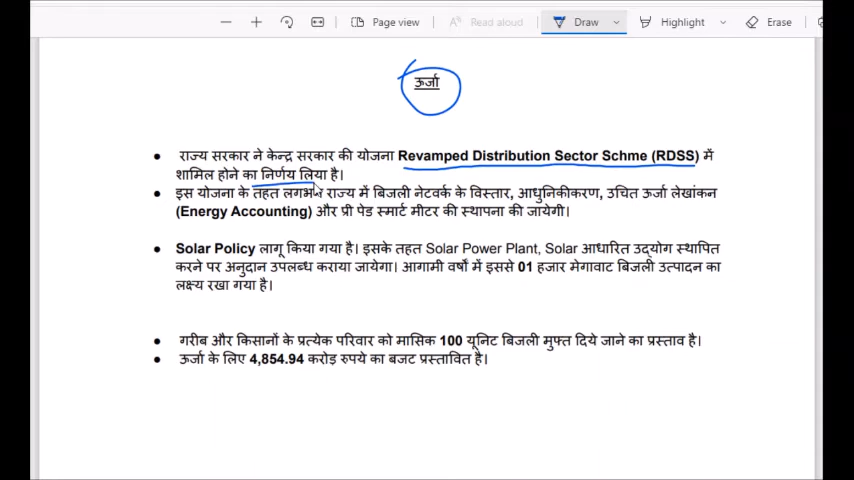 Page view Read aloud Draw Highlight Erase
ऊर्जा
• राज्य सरकार ने केन्द्र सरकार की योजना Revamped Distribution Sector Schme (RDSS) में
शामिल होने का निर्णय लिया है।
• इस योजना के तहत लगभग राज्य में बिजली नेटवर्क के विस्तार, आधुनिकीकरण, उचित ऊर्जा लेखांकन
(Energy Accounting) और प्री पेड स्मार्ट मीटर की स्थापना की जायेगी।
• Solar Policy लागू किया गया है। इसके तहत Solar Power Plant, Solar आधारित उद्योग स्थापित
करने पर अनुदान उपलब्ध कराया जायेगा। आगामी वर्षों में इससे 01 हजार मेगावाट बिजली उत्पादन का
लक्ष्य रखा गया है।
• गरीब और किसानों के प्रत्येक परिवार को मासिक 100 यूनिट बिजली मुफ्त दिये जाने का प्रस्ताव है।
• ऊर्जा के लिए 4,854.94 करोड़ रुपये का बजट प्रस्तावित है।